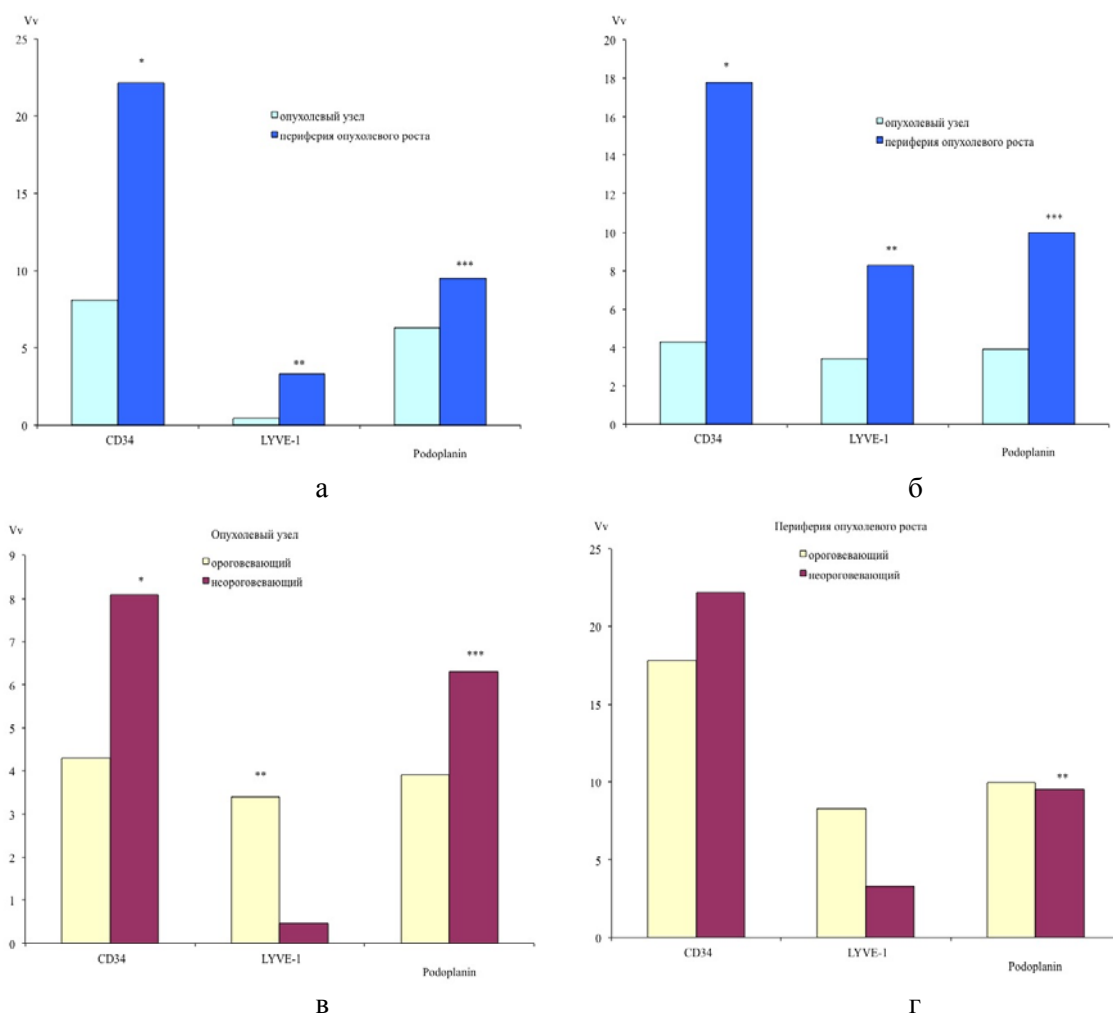 Vv
25
20
15
10
5
0
*
**
***
опухолевый узел
периферия опухолевого роста
CD34
LYVE-1
Podoplanin
а
Vv
20
18
16
14
12
10
8
6
4
2
0
*
**
***
опухолевый узел
периферия опухолевого роста
CD34
LYVE-1
Podoplanin
б
Vv
Опухолевый узел
ороговевающий
неороговевающий
9
8
7
6
5
4
3
2
1
0
*
**
***
CD34
LYVE-1
Podoplanin
в
Vv
Периферия опухолевого роста
ороговевающий
неороговевающий
25
20
15
10
5
0
**
CD34
LYVE-1
Podoplanin
г